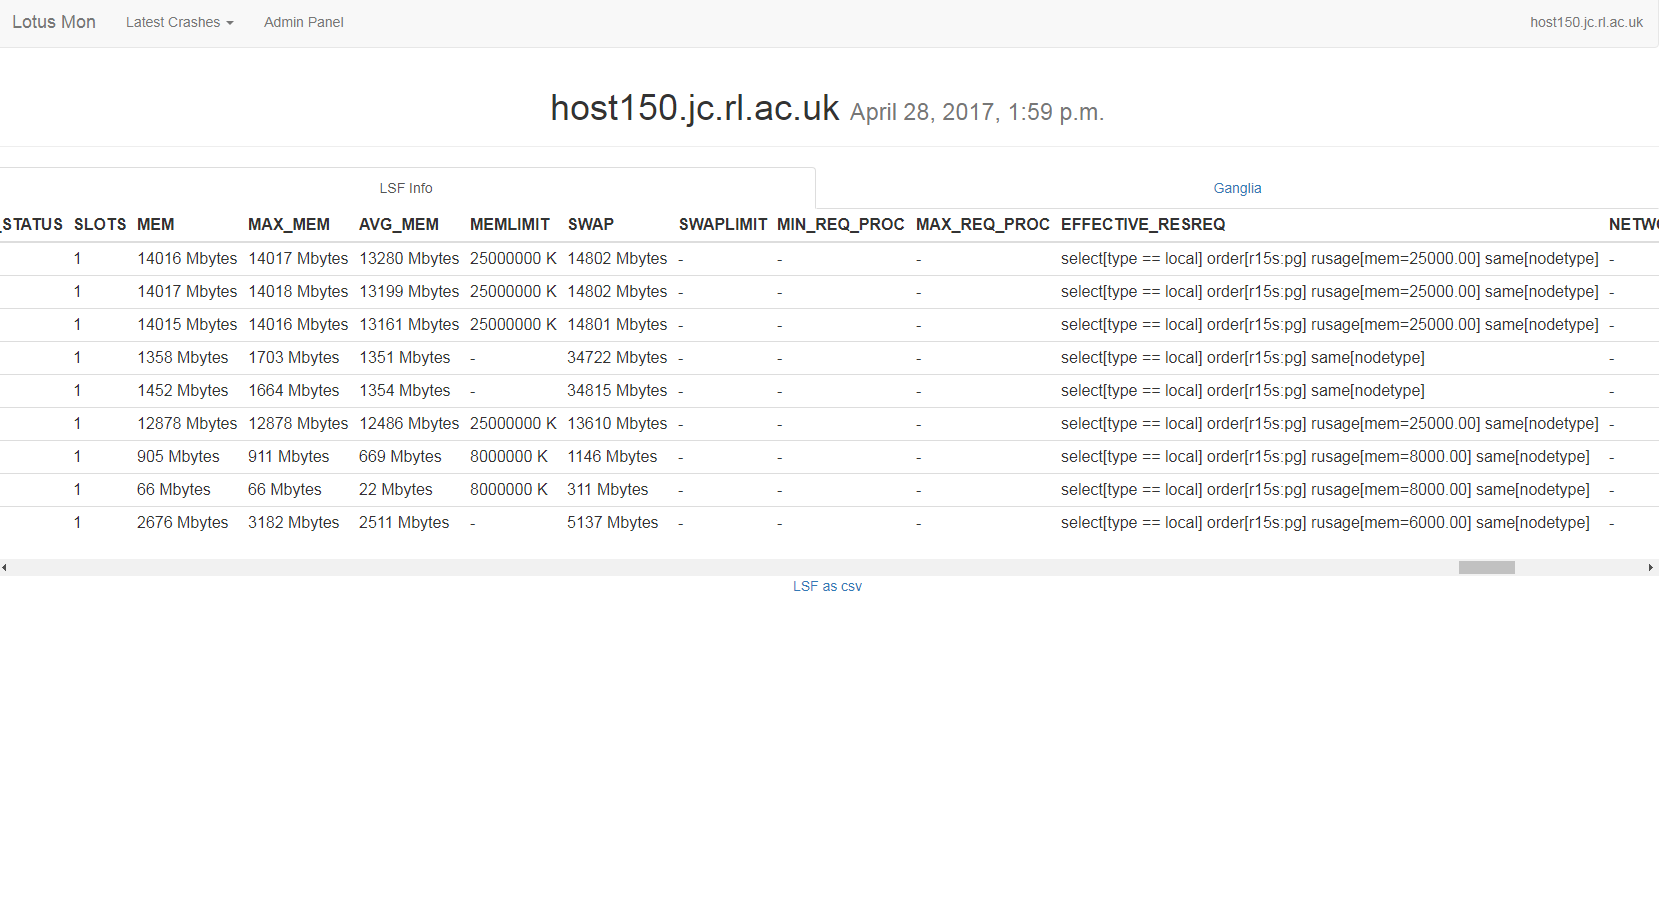 Lotus Mon Latest Crashes Admin Panel host150.jc.rl.ac.uk
host150.jc.rl.ac.uk April 28, 2017, 1:59 p.m.
LSF Info Ganglia
_STATUS SLOTS MEM MAX_MEM AVG_MEM MEMLIMIT SWAP SWAPLIMIT MIN_REQ_PROC MAX_REQ_PROC EFFECTIVE_RESREQ NETWO
1 14016 Mbytes 14017 Mbytes 13280 Mbytes 25000000 K 14802 Mbytes - - - select[type == local] order[r15s:pg] rusage[mem=25000.00] same[nodetype] -
1 14017 Mbytes 14018 Mbytes 13199 Mbytes 25000000 K 14802 Mbytes - - - select[type == local] order[r15s:pg] rusage[mem=25000.00] same[nodetype] -
1 14015 Mbytes 14016 Mbytes 13161 Mbytes 25000000 K 14801 Mbytes - - - select[type == local] order[r15s:pg] rusage[mem=25000.00] same[nodetype] -
1 1358 Mbytes 1703 Mbytes 1351 Mbytes - 34722 Mbytes - - - select[type == local] order[r15s:pg] same[nodetype] -
1 1452 Mbytes 1664 Mbytes 1354 Mbytes - 34815 Mbytes - - - select[type == local] order[r15s:pg] same[nodetype] -
1 12878 Mbytes 12878 Mbytes 12486 Mbytes 25000000 K 13610 Mbytes - - - select[type == local] order[r15s:pg] rusage[mem=25000.00] same[nodetype] -
1 905 Mbytes 911 Mbytes 669 Mbytes 8000000 K 1146 Mbytes - - - select[type == local] order[r15s:pg] rusage[mem=8000.00] same[nodetype] -
1 66 Mbytes 66 Mbytes 22 Mbytes 8000000 K 311 Mbytes - - - select[type == local] order[r15s:pg] rusage[mem=8000.00] same[nodetype] -
1 2676 Mbytes 3182 Mbytes 2511 Mbytes - 5137 Mbytes - - - select[type == local] order[r15s:pg] rusage[mem=6000.00] same[nodetype] -
LSF as csv